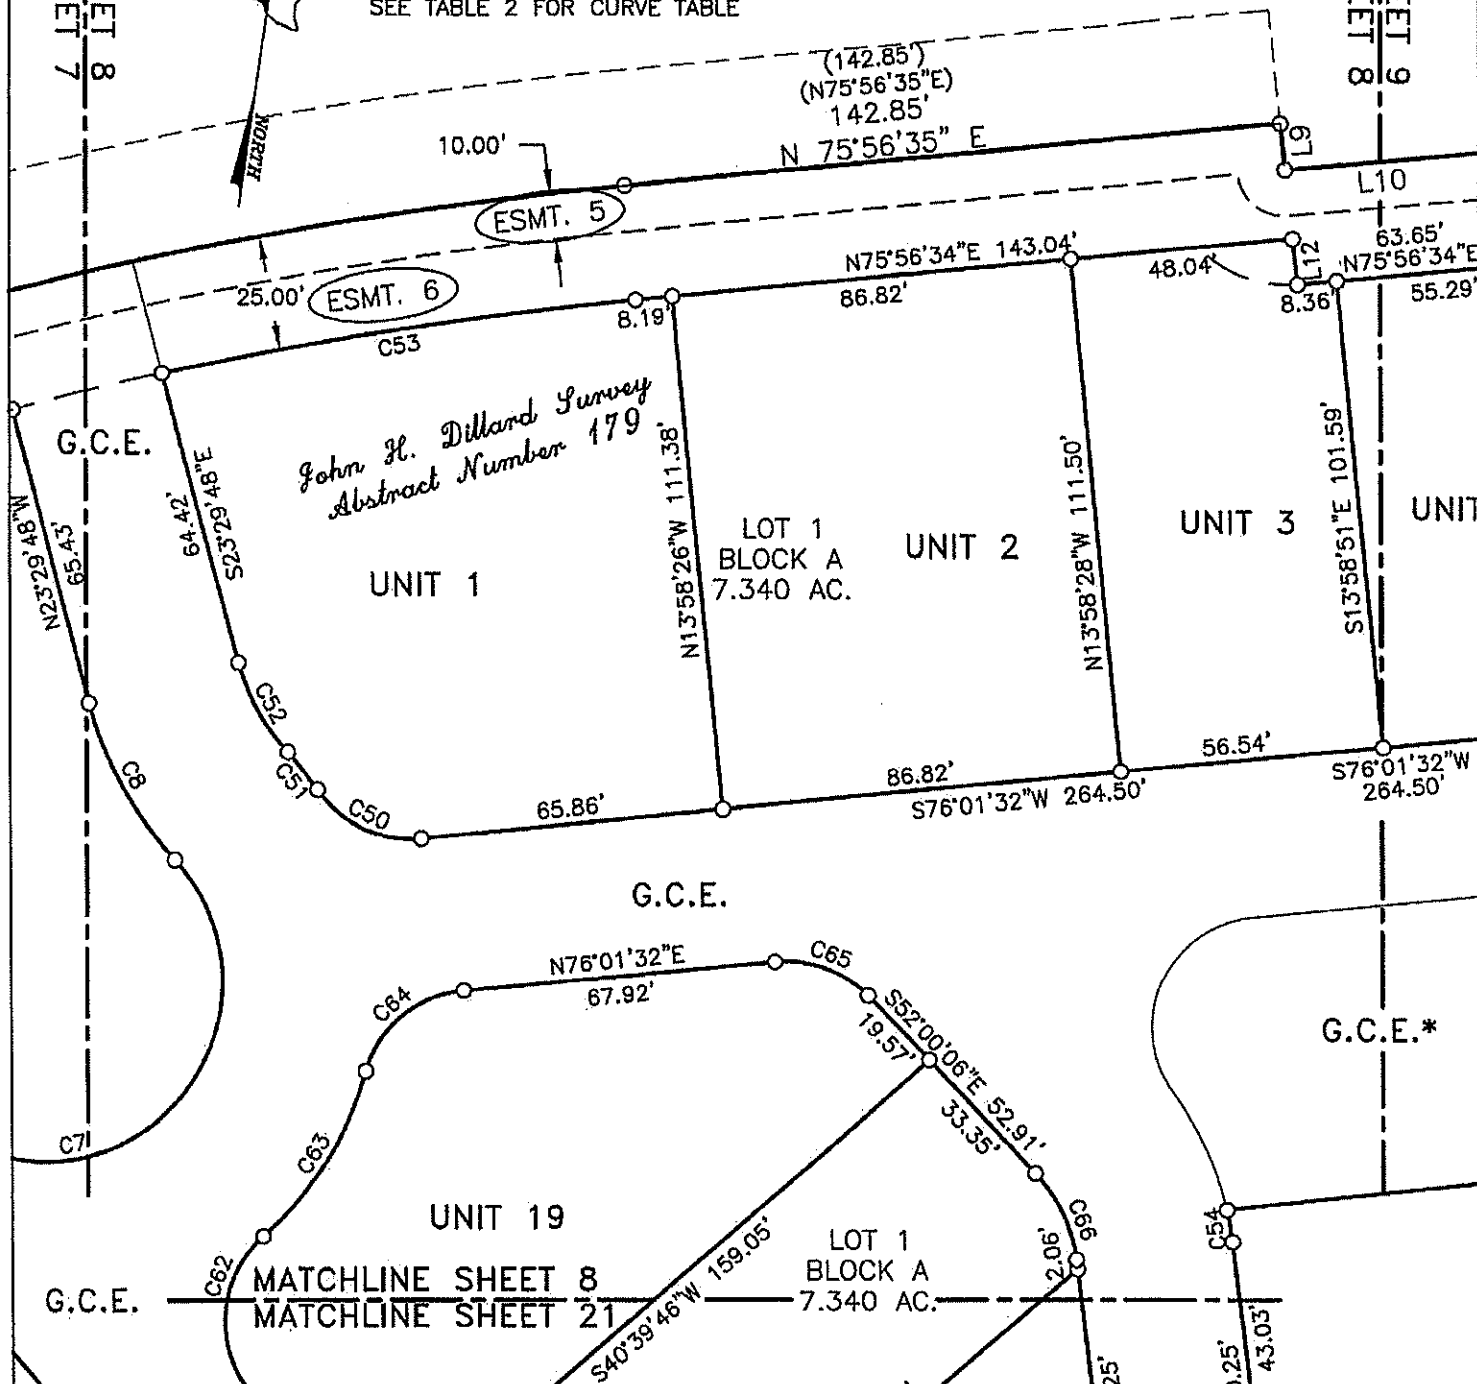 SEE TABLE 2 FOR CURVE TABLE
ET 8
ET 7
ET 9
ET 8
NORTH
(142.85')
(N75°56'35"E)
142.85'
N 75°56'35" E
10.00'
L9
L10
ESMT. 5
ESMT. 6
25.00'
C53
8.19'
N75°56'34"E 143.04'
86.82'
48.04'
L12
63.65'
N75°56'34"E
8.36'
55.29'
G.C.E.
John H. Dillard Survey
Abstract Number 179
N23°29'48"W
65.43'
64.42'
S23°29'48"E
UNIT 1
N13°58'26"W 111.38'
LOT 1
BLOCK A
7.340 AC.
UNIT 2
N13°58'28"W 111.50'
UNIT 3
S13°58'51"E 101.59'
UNIT
C52
C51
C50
C8
65.86'
86.82'
S76°01'32"W 264.50'
56.54'
S76°01'32"W
264.50'
G.C.E.
N76°01'32"E
67.92'
C65
C64
S52°00'06"E 52.91'
19.57'
33.35'
G.C.E.*
C7
C63
C66
2.06'
C54
UNIT 19
S40°39'46"W 159.05'
LOT 1
BLOCK A
7.340 AC.
C62
G.C.E.
MATCHLINE SHEET 8
MATCHLINE SHEET 21
25'
.25'
43.03'